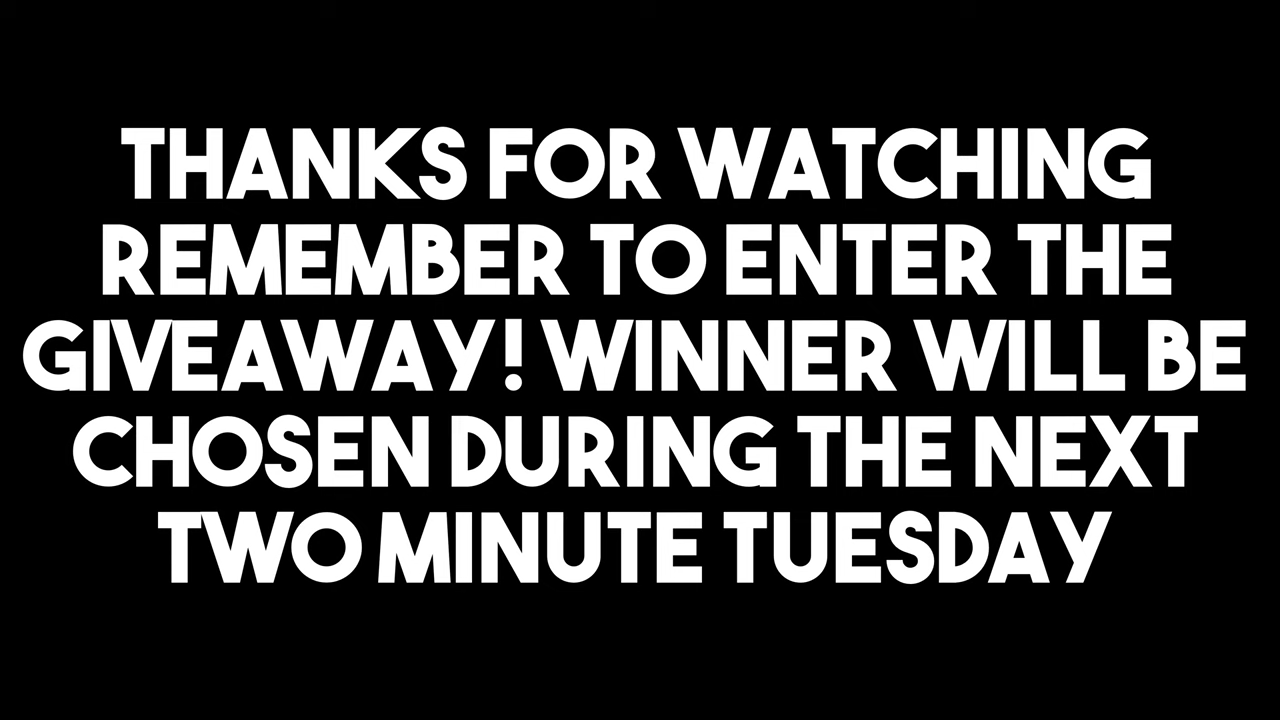 THANKS FOR WATCHING
REMEMBER TO ENTER THE
GIVEAWAY! WINNER WILL BE
CHOSEN DURING THE NEXT
TWO MINUTE TUESDAY